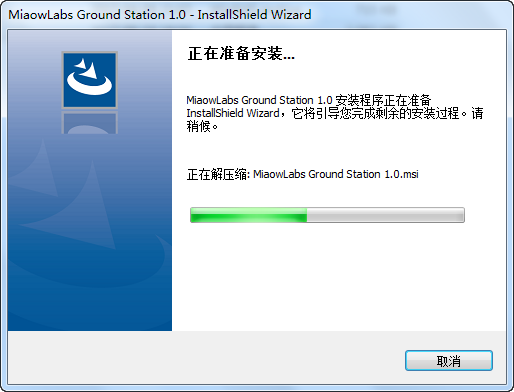 MiaowLabs Ground Station 1.0 - InstallShield Wizard
正在准备安装...
MiaowLabs Ground Station 1.0 安装程序正在准备
InstallShield Wizard，它将引导您完成剩余的安装过程。请
稍候。
正在解压缩: MiaowLabs Ground Station 1.0.msi
取消